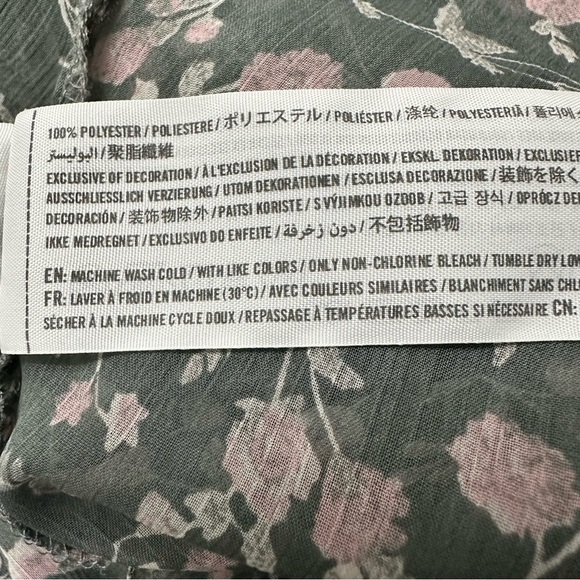 100% POLYESTER / POLIESTERE / ポリエステル / POLIÉSTER / 涤纶 / POLYESTERIÄ / 폴리에스
البوليستر / 聚脂纖維
EXCLUSIVE OF DECORATION / À L'EXCLUSION DE LA DÉCORATION / EKSKL. DEKORATION / EXCLUSIEF
AUSSCHLIESSLICH VERZIERUNG / UTOM DEKORATIONEN / ESCLUSA DECORAZIONE / 装飾を除く
DECORACIÓN / 装饰物除外 / PAITSI KORISTE / S VÝJIMKOU OZDOB / 고급 장식 / OPRÓCZ DE
IKKE MEDREGNET / EXCLUSIVO DO ENFEITE / دون زخرفة / 不包括飾物
EN: MACHINE WASH COLD / WITH LIKE COLORS / ONLY NON-CHLORINE BLEACH / TUMBLE DRY LOW
FR: LAVER À FROID EN MACHINE (30°C) / AVEC COULEURS SIMILAIRES / BLANCHIMENT SANS CHL
SÉCHER À LA MACHINE CYCLE DOUX / REPASSAGE À TEMPÉRATURES BASSES SI NÉCESSAIRE CN: